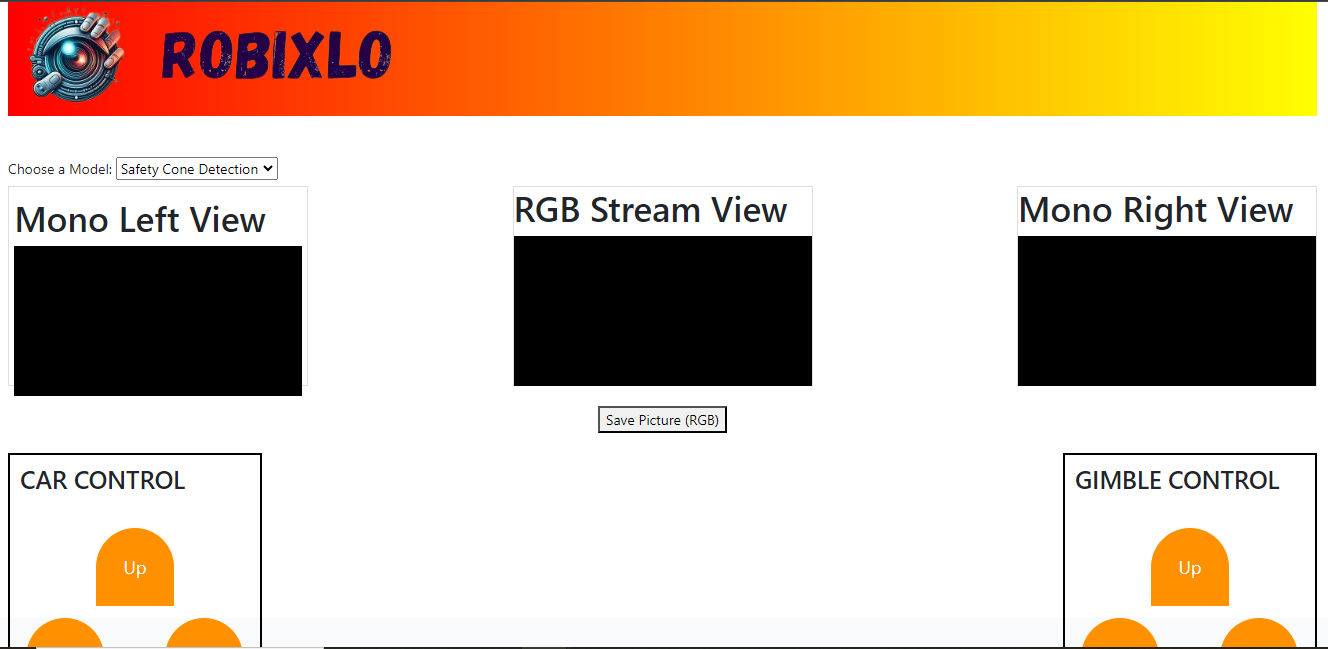 ROBIXLO
Choose a Model: Safety Cone Detection
Mono Left View
RGB Stream View
Mono Right View
Save Picture (RGB)
CAR CONTROL
GIMBLE CONTROL
Up
Up